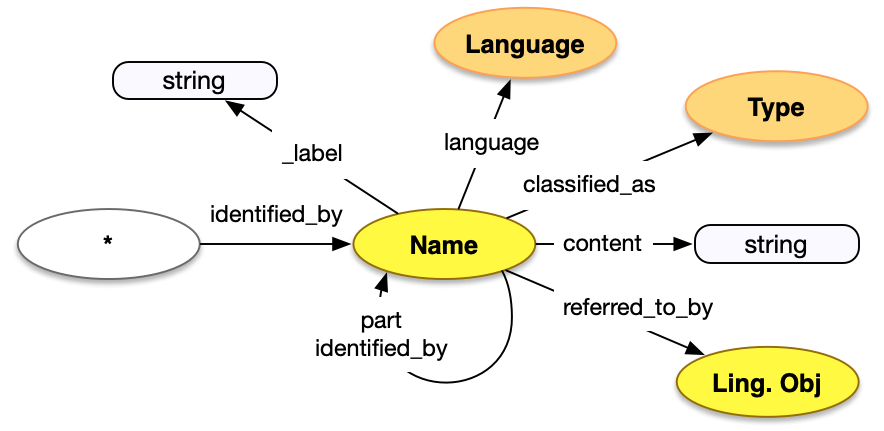 Language
string
Type
language
_label
classified_as
identified_by
*
Name
content
string
part
identified_by
referred_to_by
Ling. Obj